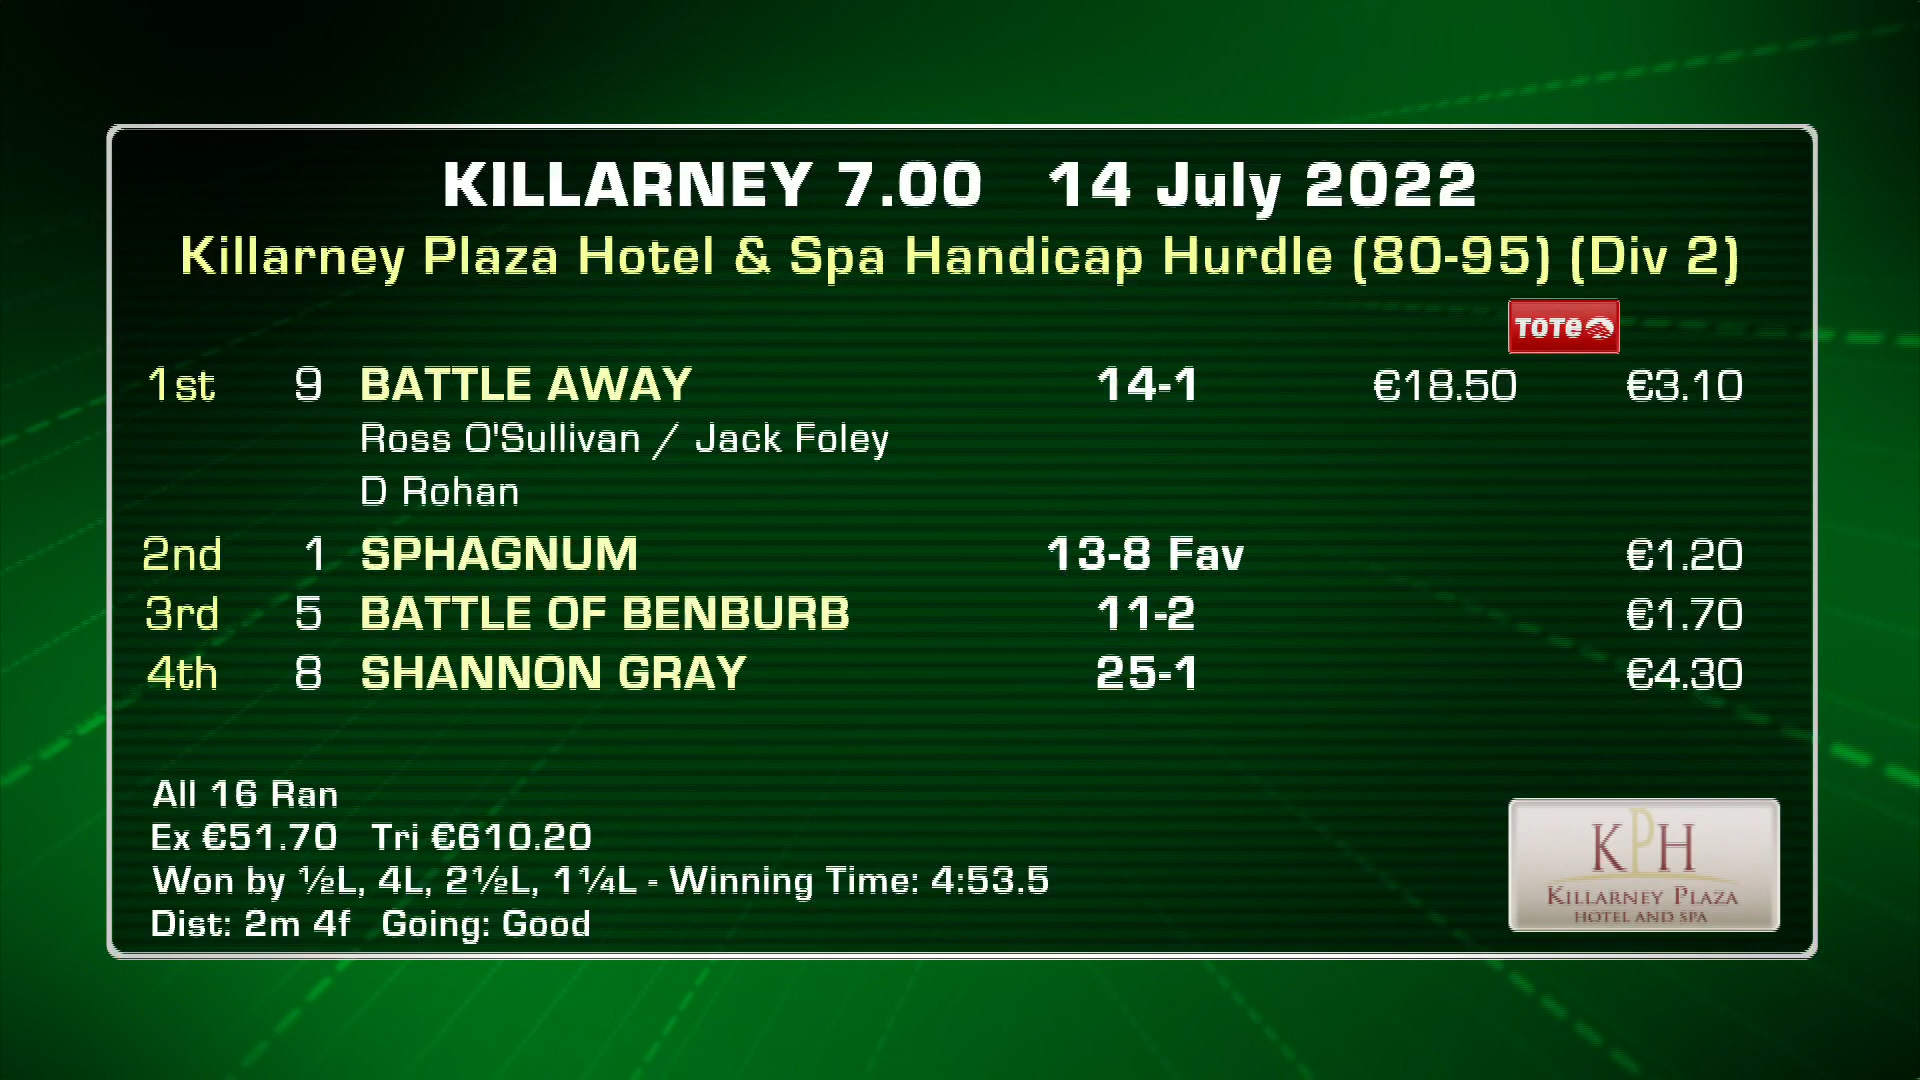 KILLARNEY 7.00 14 July 2022
Killarney Plaza Hotel & Spa Handicap Hurdle (80-95) (Div 2)
TOTE
1st 9 BATTLE AWAY 14-1 €18.50 €3.10
Ross O'Sullivan / Jack Foley
D Rohan
2nd 1 SPHAGNUM 13-8 Fav €1.20
3rd 5 BATTLE OF BENBURB 11-2 €1.70
4th 8 SHANNON GRAY 25-1 €4.30
All 16 Ran
Ex €51.70 Tri €610.20
Won by ½L, 4L, 2½L, 1¼L - Winning Time: 4:53.5
Dist: 2m 4f Going: Good
KPH
KILLARNEY PLAZA
HOTEL AND SPA